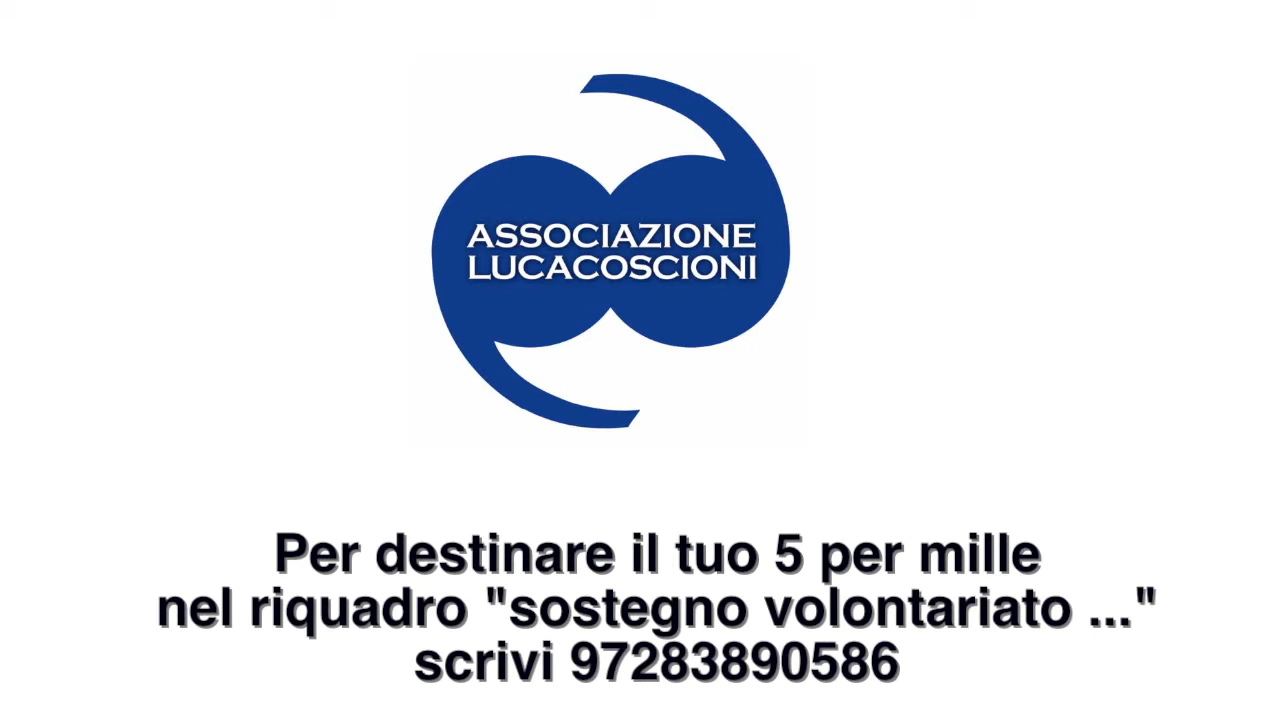 ASSOCIAZIONE
LUCACOSCIONI
Per destinare il tuo 5 per mille
nel riquadro "sostegno volontariato ..."
scrivi 97283890586